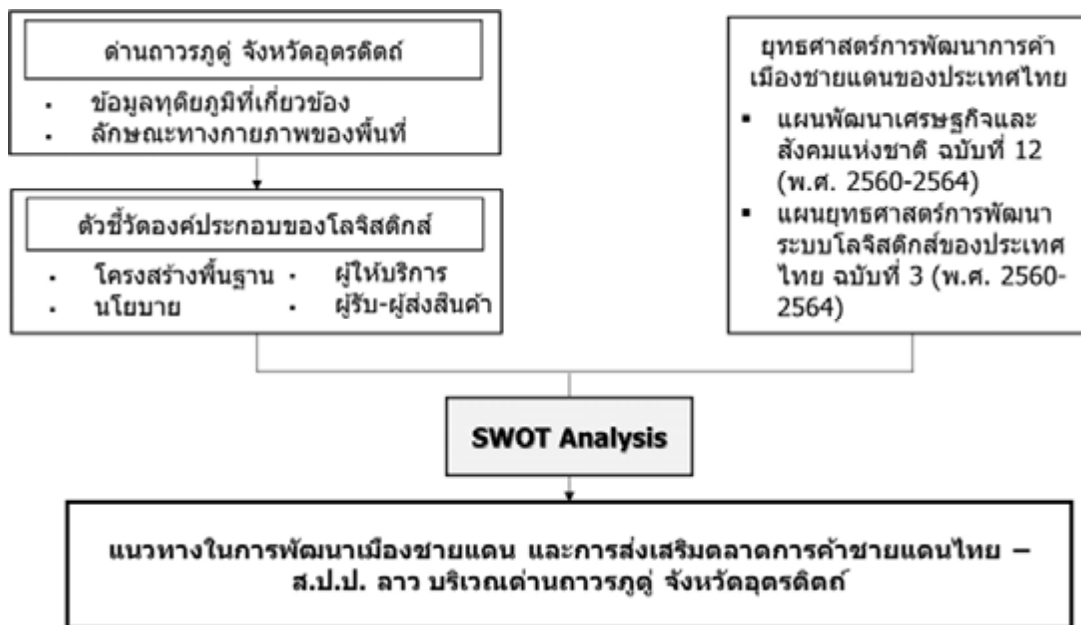 ด่านถาวรภูดู่ จังหวัดอุตรดิตถ์
▪ ข้อมูลทุติยภูมิที่เกี่ยวข้อง
▪ ลักษณะทางกายภาพของพื้นที่
ตัวชี้วัดองค์ประกอบของโลจิสติกส์
▪ โครงสร้างพื้นฐาน
▪ นโยบาย
▪ ผู้ให้บริการ
▪ ผู้รับ-ผู้ส่งสินค้า
ยุทธศาสตร์การพัฒนาการค้า
เมืองชายแดนของประเทศไทย
▪ แผนพัฒนาเศรษฐกิจและ
สังคมแห่งชาติ ฉบับที่ 12
(พ.ศ. 2560-2564)
▪ แผนยุทธศาสตร์การพัฒนา
ระบบโลจิสติกส์ของประเทศ
ไทย ฉบับที่ 3 (พ.ศ. 2560-
2564)
SWOT Analysis
แนวทางในการพัฒนาเมืองชายแดน และการส่งเสริมตลาดการค้าชายแดนไทย –
ส.ป.ป. ลาว บริเวณด่านถาวรภูดู่ จังหวัดอุตรดิตถ์